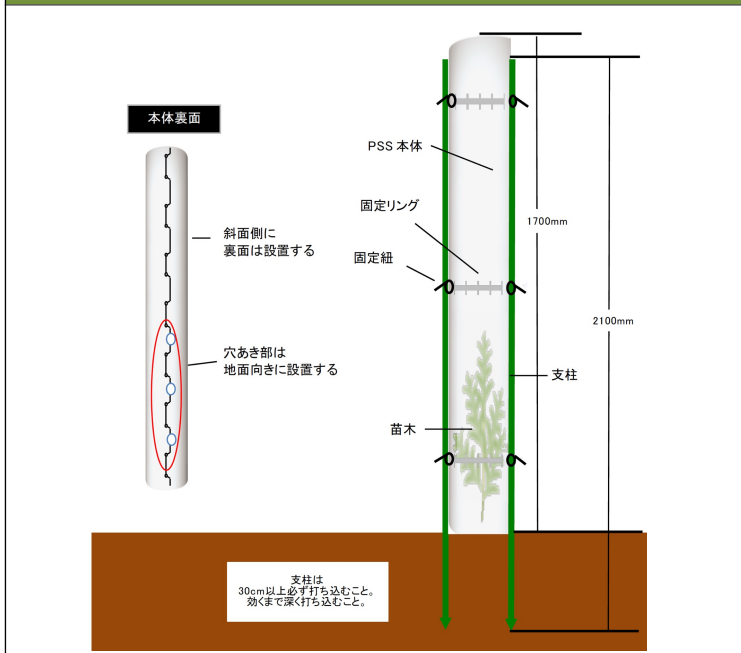 本体裏面
斜面側に
裏面は設置する
穴あき部は
地面向きに設置する
PSS 本体
固定リング
固定紐
苗木
支柱
1700mm
2100mm
支柱は
30cm以上必ず打ち込むこと。
効くまで深く打ち込むこと。